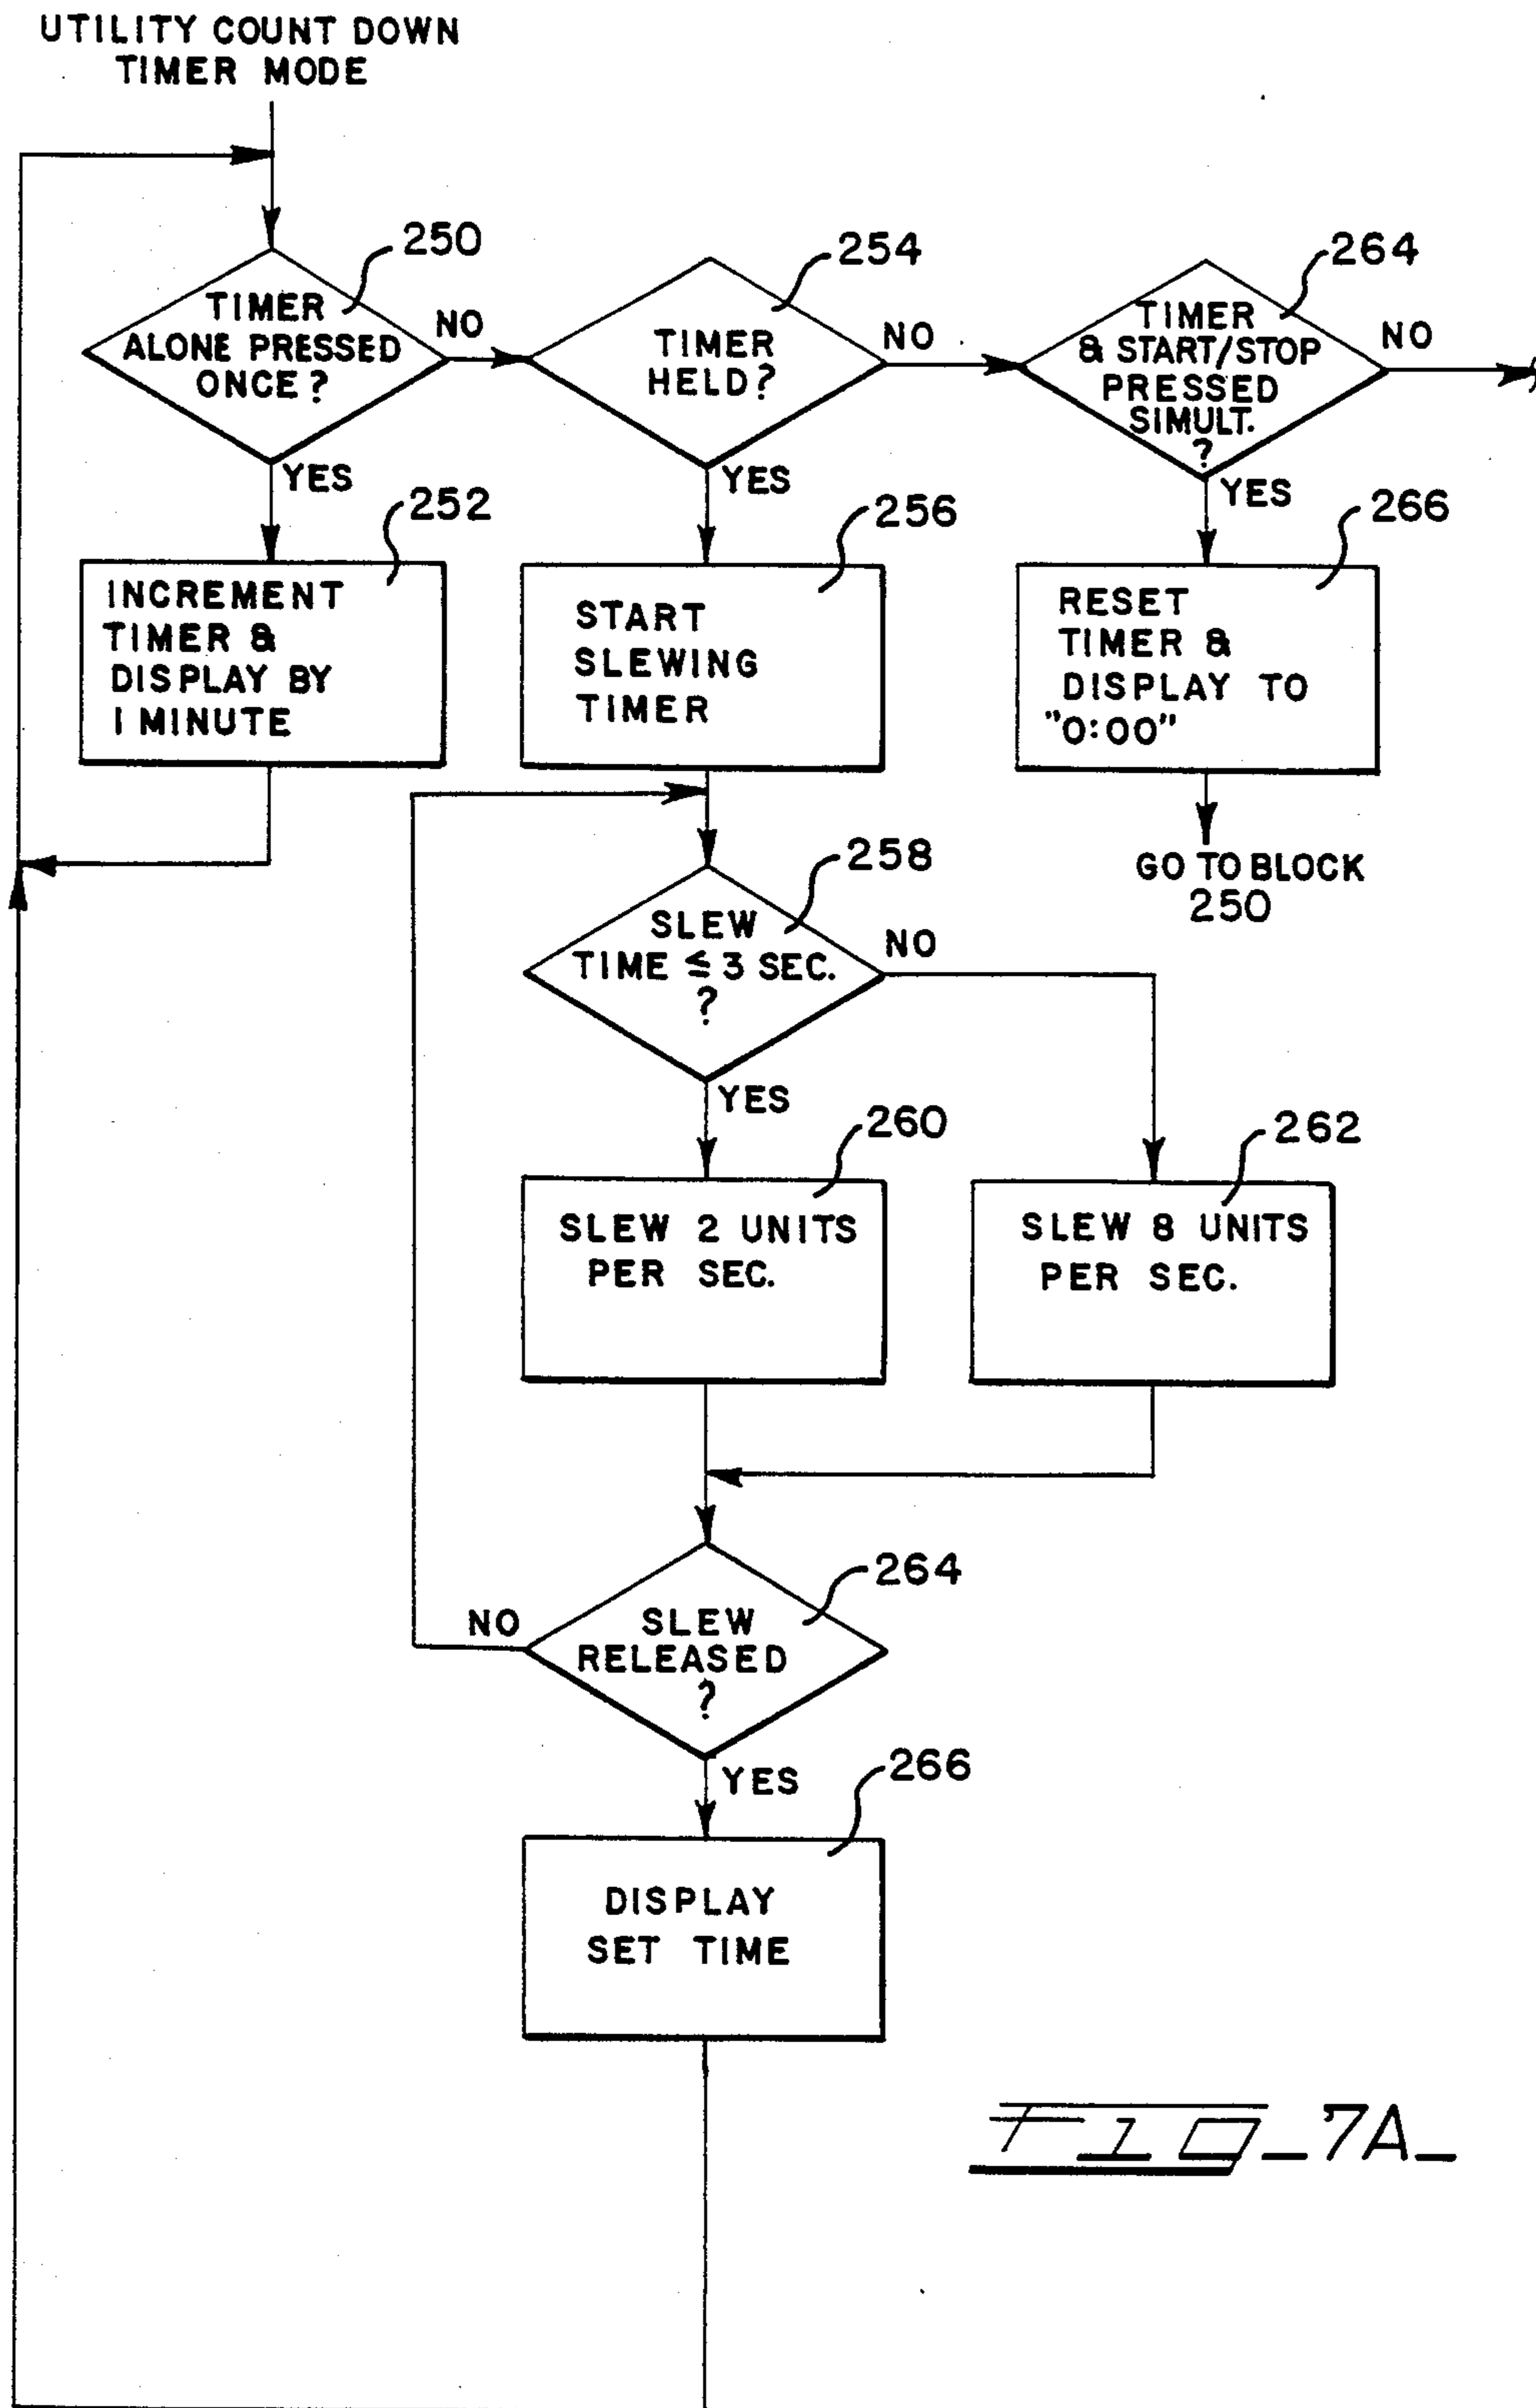 UTILITY COUNT DOWN
TIMER MODE
250
TIMER
ALONE PRESSED
ONCE?
NO
YES
254
TIMER
HELD?
NO
YES
264
TIMER
& START/STOP
PRESSED
SIMULT.
?
NO
YES
252
INCREMENT
TIMER &
DISPLAY BY
1 MINUTE
256
START
SLEWING
TIMER
266
RESET
TIMER &
DISPLAY TO
"0:00"
GO TO BLOCK
250
258
SLEW
TIME ≤ 3 SEC.
?
NO
YES
260
SLEW 2 UNITS
PER SEC.
262
SLEW 8 UNITS
PER SEC.
264
SLEW
RELEASED
?
NO
YES
266
DISPLAY
SET TIME
FIG_7A_